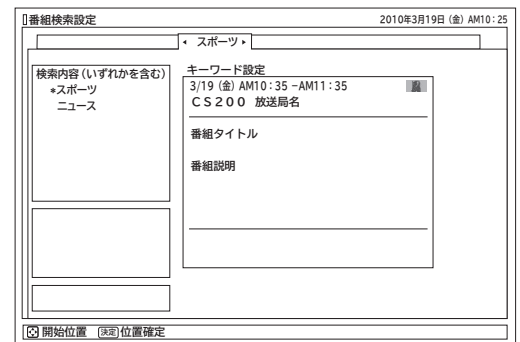 番組検索設定 2010年3月19日 (金) AM10:25
◂ スポーツ ▸
検索内容 (いずれかを含む)
*スポーツ
ニュース
キーワード設定
3/19 (金) AM10:35 -AM11:35
CS200 放送局名
番組タイトル
番組説明
開始位置 決定 位置確定